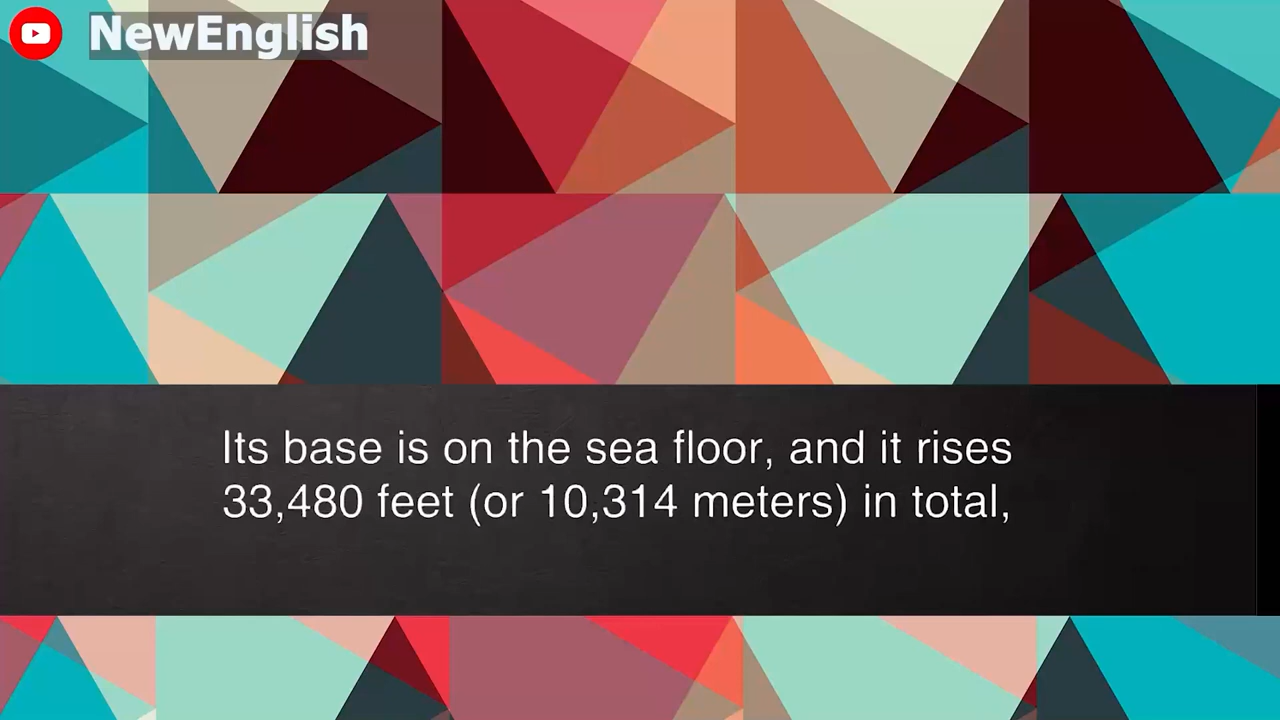 NewEnglish
Its base is on the sea floor, and it rises
33,480 feet (or 10,314 meters) in total,